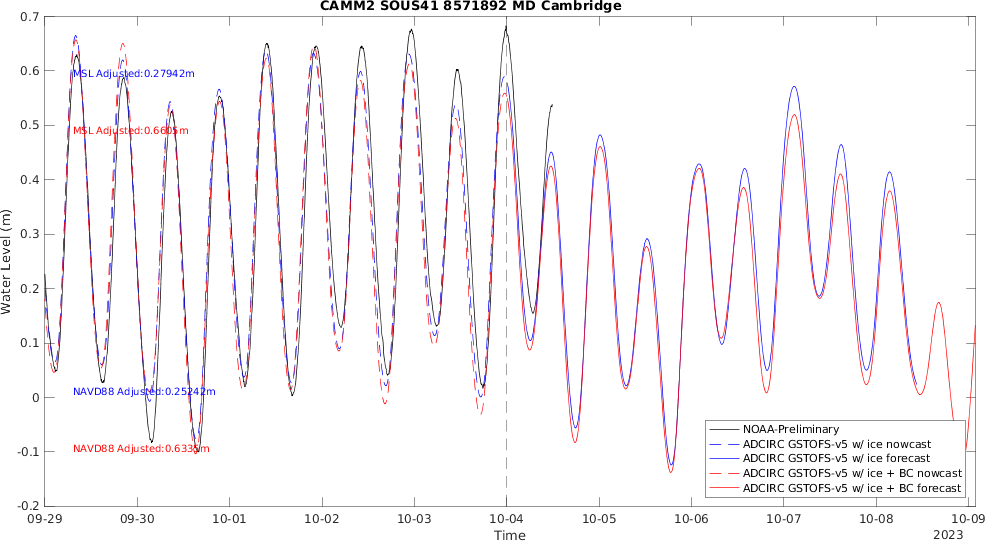 CAMM2 SOUS41 8571892 MD Cambridge
0.7
0.6
0.5
0.4
0.3
0.2
0.1
0
-0.1
-0.2
Water Level (m)
MSL Adjusted:0.27942m
MSL Adjusted:0.6605m
NAVD88 Adjusted:0.25242m
NAVD88 Adjusted:0.6335m
NOAA-Preliminary
ADCIRC GSTOFS-v5 w/ ice nowcast
ADCIRC GSTOFS-v5 w/ ice forecast
ADCIRC GSTOFS-v5 w/ ice + BC nowcast
ADCIRC GSTOFS-v5 w/ ice + BC forecast
09-29 09-30 10-01 10-02 10-03 10-04 10-05 10-06 10-07 10-08 10-09
Time
2023